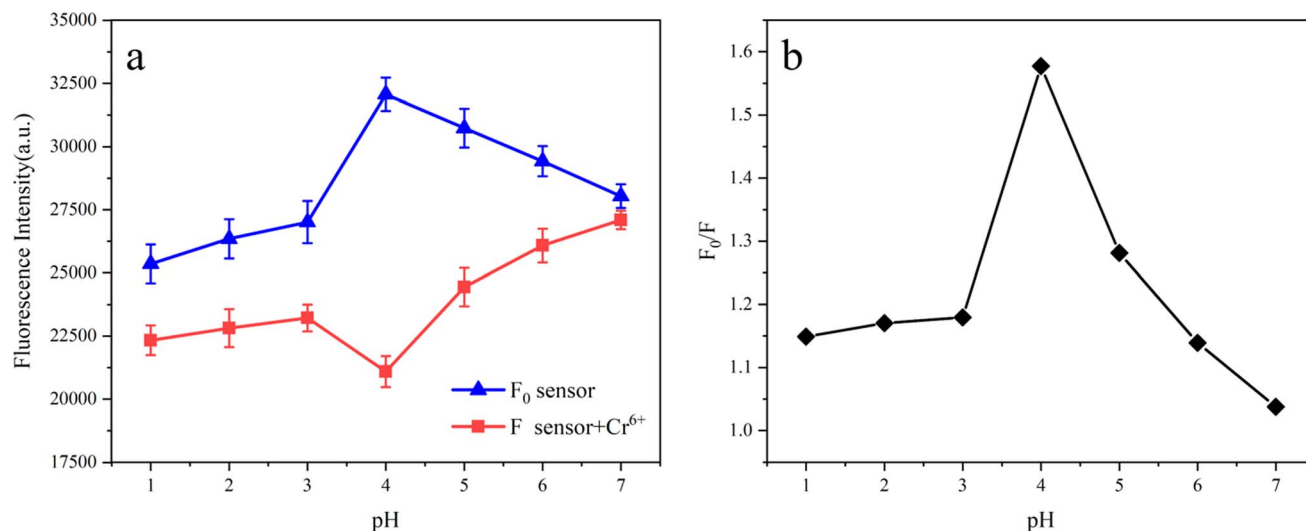 a
Fluorescence Intensity(a.u.)
35000
32500
30000
27500
25000
22500
20000
17500
F₀ sensor
F sensor+Cr⁶⁺
1 2 3 4 5 6 7
pH
b
F₀/F
1.6
1.5
1.4
1.3
1.2
1.1
1.0
1 2 3 4 5 6 7
pH